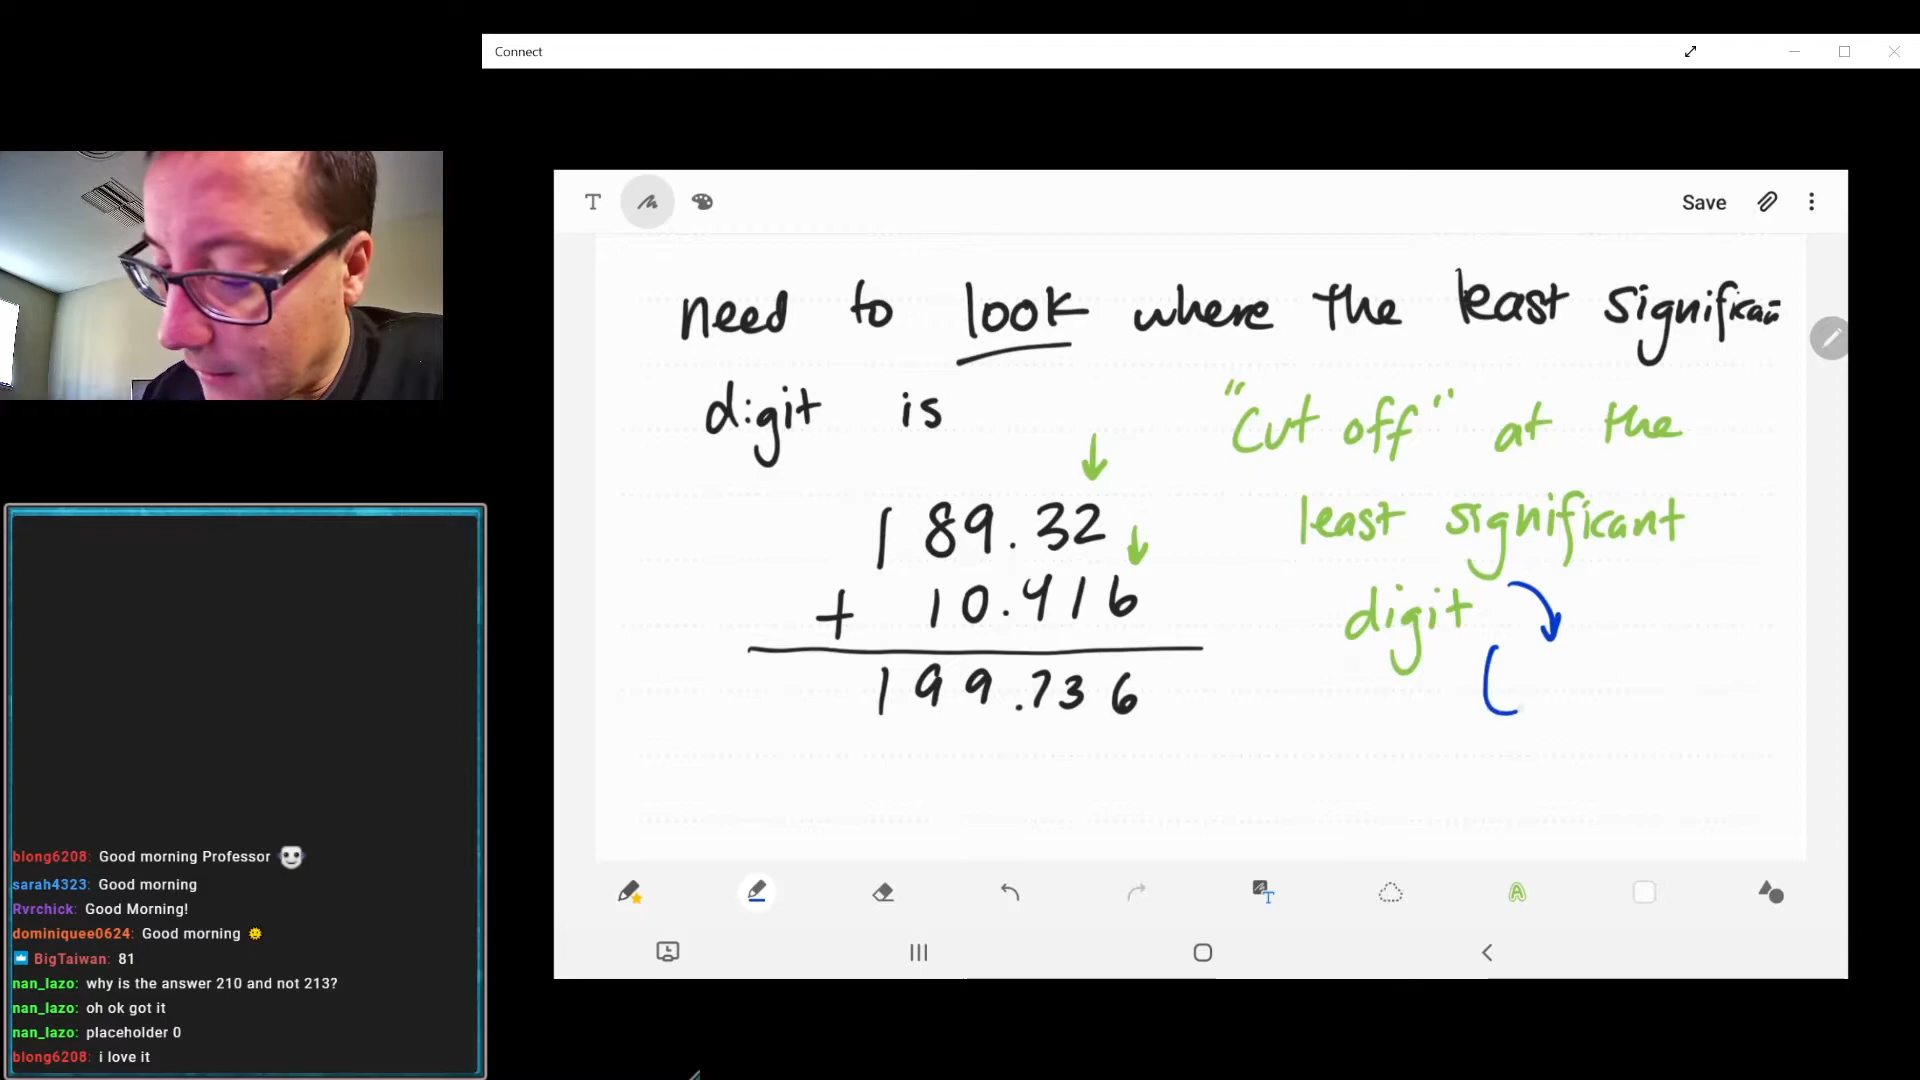 Connect
T
Save
need to look where the least significan
digit is
"Cut off" at the
least significant
digit
189.32
+ 10.416
199.736
blong6208: Good morning Professor
sarah4323: Good morning
Rvrchick: Good Morning!
dominiquee0624: Good morning
BigTaiwan: 81
nan_lazo: why is the answer 210 and not 213?
nan_lazo: oh ok got it
nan_lazo: placeholder 0
blong6208: i love it